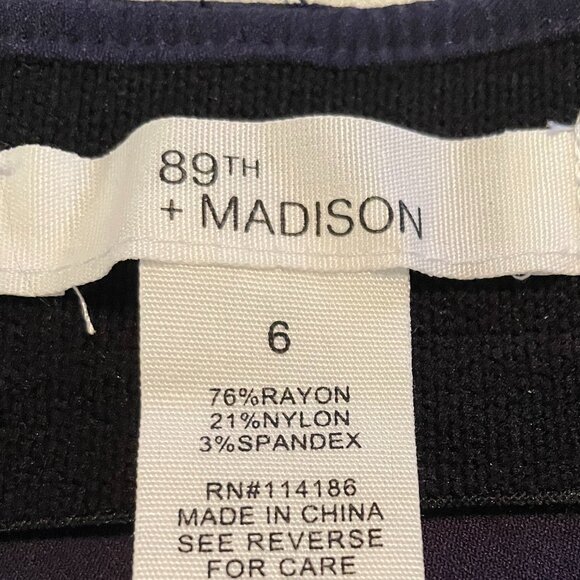 89TH
+ MADISON
6
76%RAYON
21%NYLON
3%SPANDEX
RN#114186
MADE IN CHINA
SEE REVERSE
FOR CARE